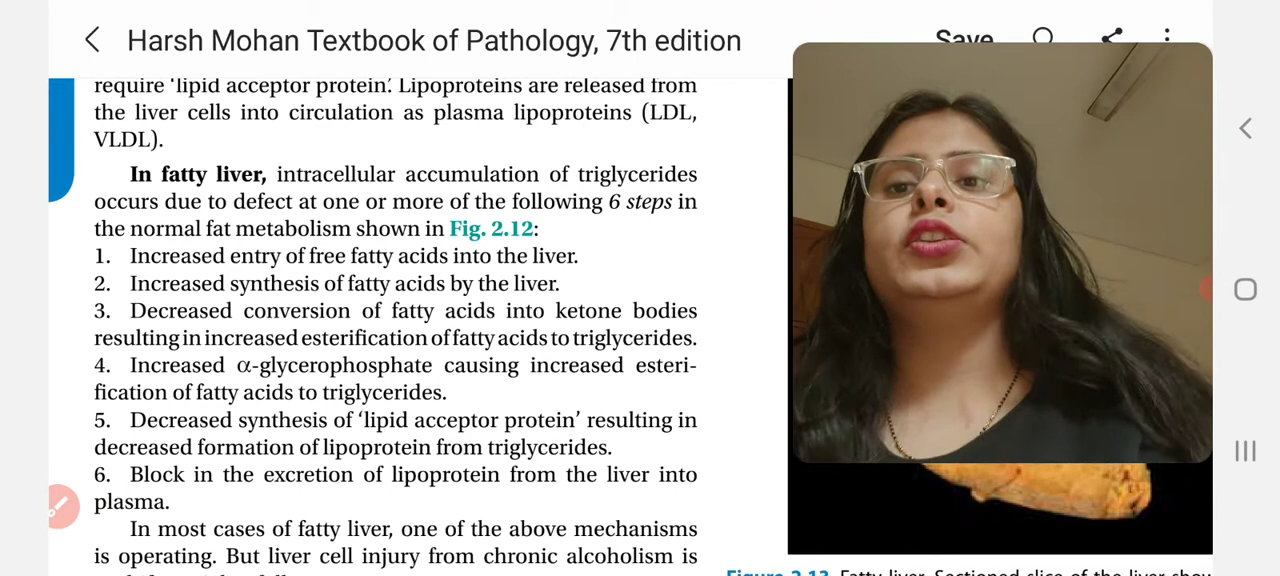 Harsh Mohan Textbook of Pathology, 7th edition
Save
require 'lipid acceptor protein'. Lipoproteins are released from
the liver cells into circulation as plasma lipoproteins (LDL,
VLDL).
In fatty liver, intracellular accumulation of triglycerides
occurs due to defect at one or more of the following 6 steps in
the normal fat metabolism shown in Fig. 2.12:
1. Increased entry of free fatty acids into the liver.
2. Increased synthesis of fatty acids by the liver.
3. Decreased conversion of fatty acids into ketone bodies
resulting in increased esterification of fatty acids to triglycerides.
4. Increased α-glycerophosphate causing increased esteri-
fication of fatty acids to triglycerides.
5. Decreased synthesis of 'lipid acceptor protein' resulting in
decreased formation of lipoprotein from triglycerides.
6. Block in the excretion of lipoprotein from the liver into
plasma.
In most cases of fatty liver, one of the above mechanisms
is operating. But liver cell injury from chronic alcoholism is
Figure 2.13 Fatty liver. Sectioned slice of the liver show